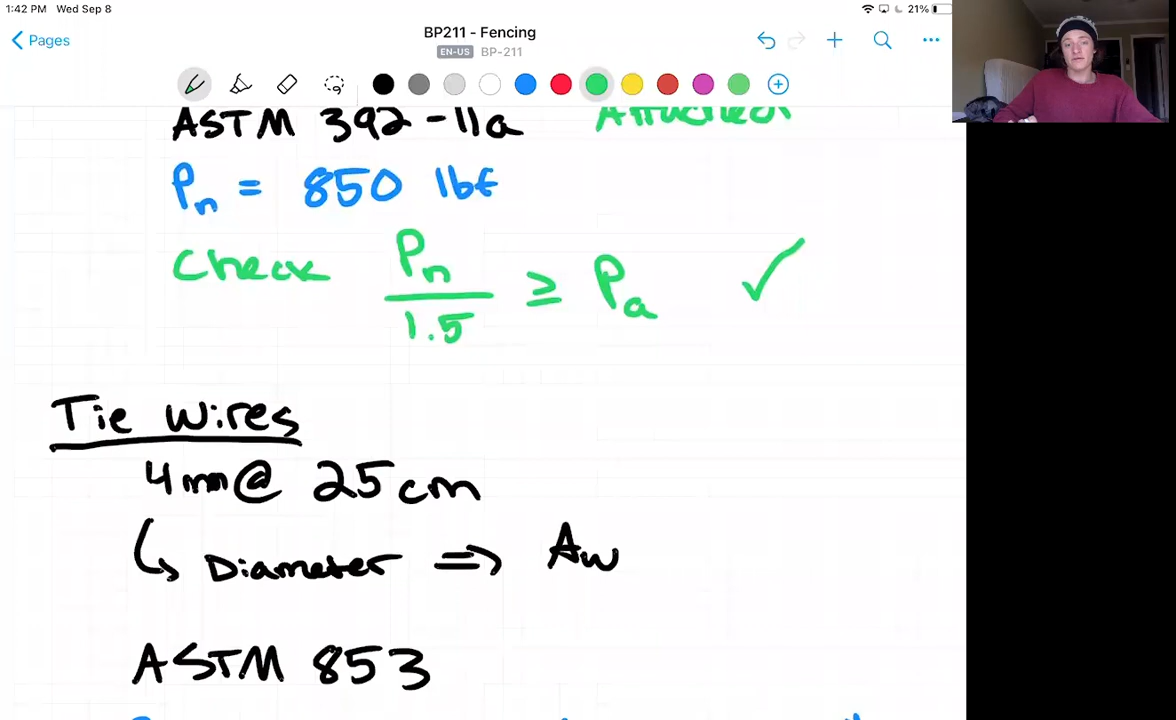 1:42 PM Wed Sep 8
21%
Pages
BP211 - Fencing
EN-US BP-211
ASTM 392-11a Attached
Pn = 850 lbf
Check Pn/1.5 ≥ Pa ✓
Tie Wires
4mm @ 25cm
↳ Diameter ⇒ Aw
ASTM 853